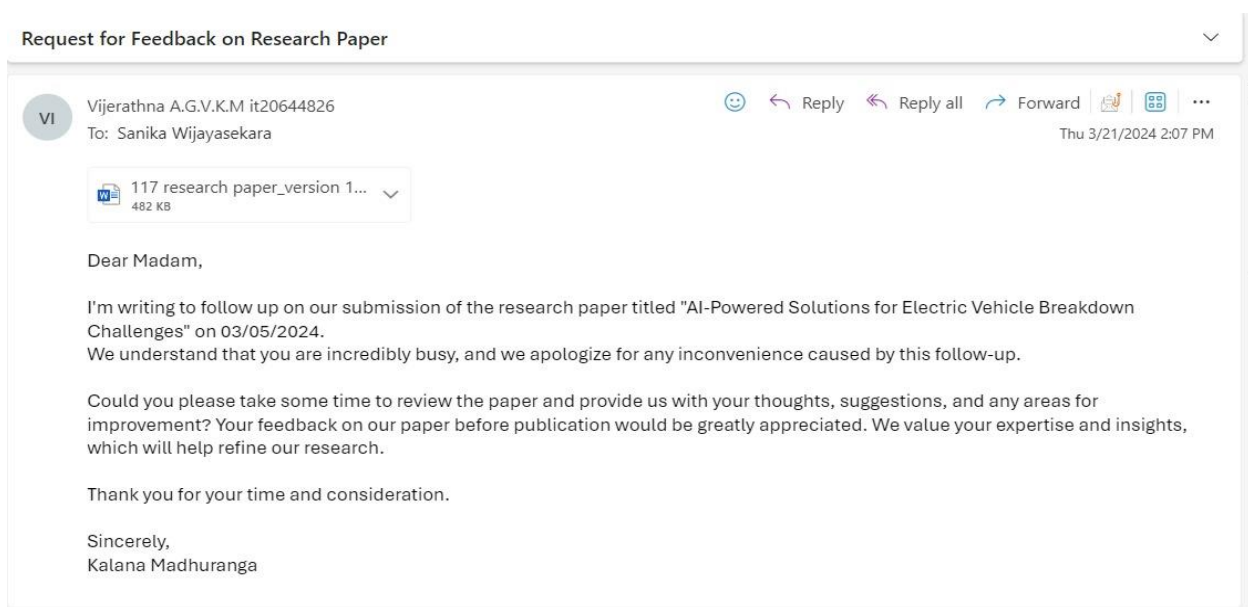 Request for Feedback on Research Paper
VI
Vijerathna A.G.V.K.M it20644826
Reply
Reply all
Forward
To: Sanika Wijayasekara
Thu 3/21/2024 2:07 PM
117 research paper_version 1...
482 KB
Dear Madam,
I'm writing to follow up on our submission of the research paper titled "AI-Powered Solutions for Electric Vehicle Breakdown
Challenges" on 03/05/2024.
We understand that you are incredibly busy, and we apologize for any inconvenience caused by this follow-up.
Could you please take some time to review the paper and provide us with your thoughts, suggestions, and any areas for
improvement? Your feedback on our paper before publication would be greatly appreciated. We value your expertise and insights,
which will help refine our research.
Thank you for your time and consideration.
Sincerely,
Kalana Madhuranga